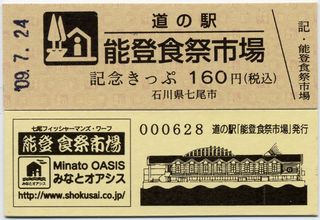 '09.7.24
道の駅
能登食祭市場
記念きっぷ 160円(税込)
石川県七尾市
記・能登食祭市場
七尾フィッシャーマンズ・ワーフ
能登 食祭市場
Minato OASIS
みなとオアシス
http://www.shokusai.co.jp/
000628 道の駅「能登食祭市場」発行